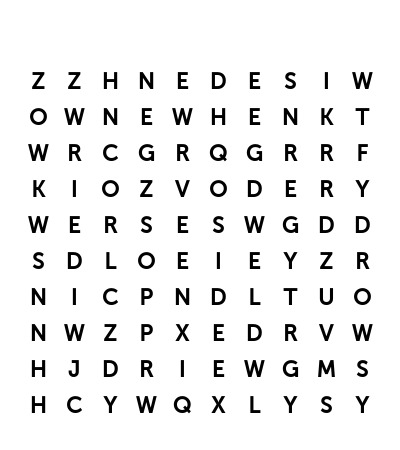 Z Z H N E D E S I W
O W N E W H E N K T
W R C G R Q G R R F
K I O Z V O D E R Y
W E R S E S W G D D
S D L O E I E Y Z R
N I C P N D L T U O
N W Z P X E D R V W
H J D R I E W G M S
H C Y W Q X L Y S Y